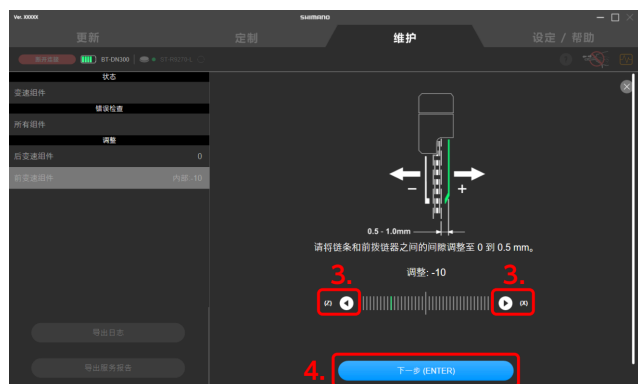 Ver. XXXXX
SHIMANO
更新
定制
维护
设定 / 帮助
断开连接
BT-DN300
状态
变速组件
错误检查
所有组件
调整
后变速组件 0
前变速组件 内部 -10
导出日志
导出服务报告
− +
0.5 - 1.0mm
请将链条和前拨链器之间的间隙调整至 0 到 0.5 mm。
调整: -10
3. 3.
(Z) (X)
4.
下一步 (ENTER)